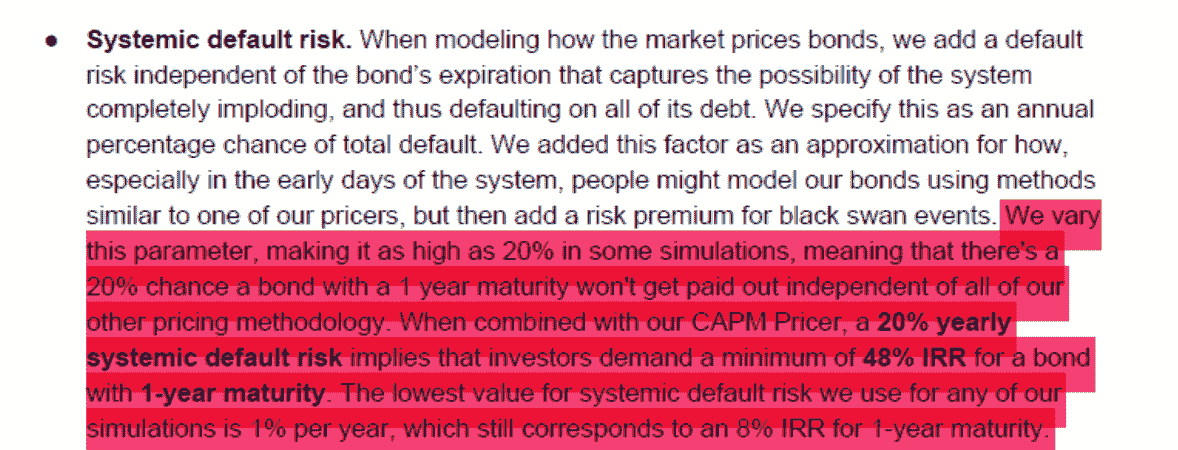 ● Systemic default risk. When modeling how the market prices bonds, we add a default
risk independent of the bond's expiration that captures the possibility of the system
completely imploding, and thus defaulting on all of its debt. We specify this as an annual
percentage chance of total default. We added this factor as an approximation for how,
especially in the early days of the system, people might model our bonds using methods
similar to one of our pricers, but then add a risk premium for black swan events. We vary
this parameter, making it as high as 20% in some simulations, meaning that there's a
20% chance a bond with a 1 year maturity won't get paid out independent of all of our
other pricing methodology. When combined with our CAPM Pricer, a 20% yearly
systemic default risk implies that investors demand a minimum of 48% IRR for a bond
with 1-year maturity. The lowest value for systemic default risk we use for any of our
simulations is 1% per year, which still corresponds to an 8% IRR for 1-year maturity.